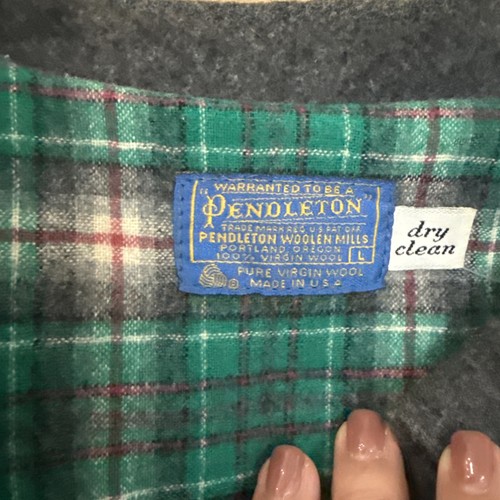 "WARRANTED TO BE A
PENDLETON"
TRADE MARK REG. U.S. PAT. OFF.
PENDLETON WOOLEN MILLS
PORTLAND, OREGON
100% VIRGIN WOOL L
PURE VIRGIN WOOL
MADE IN U S A
dry
clean